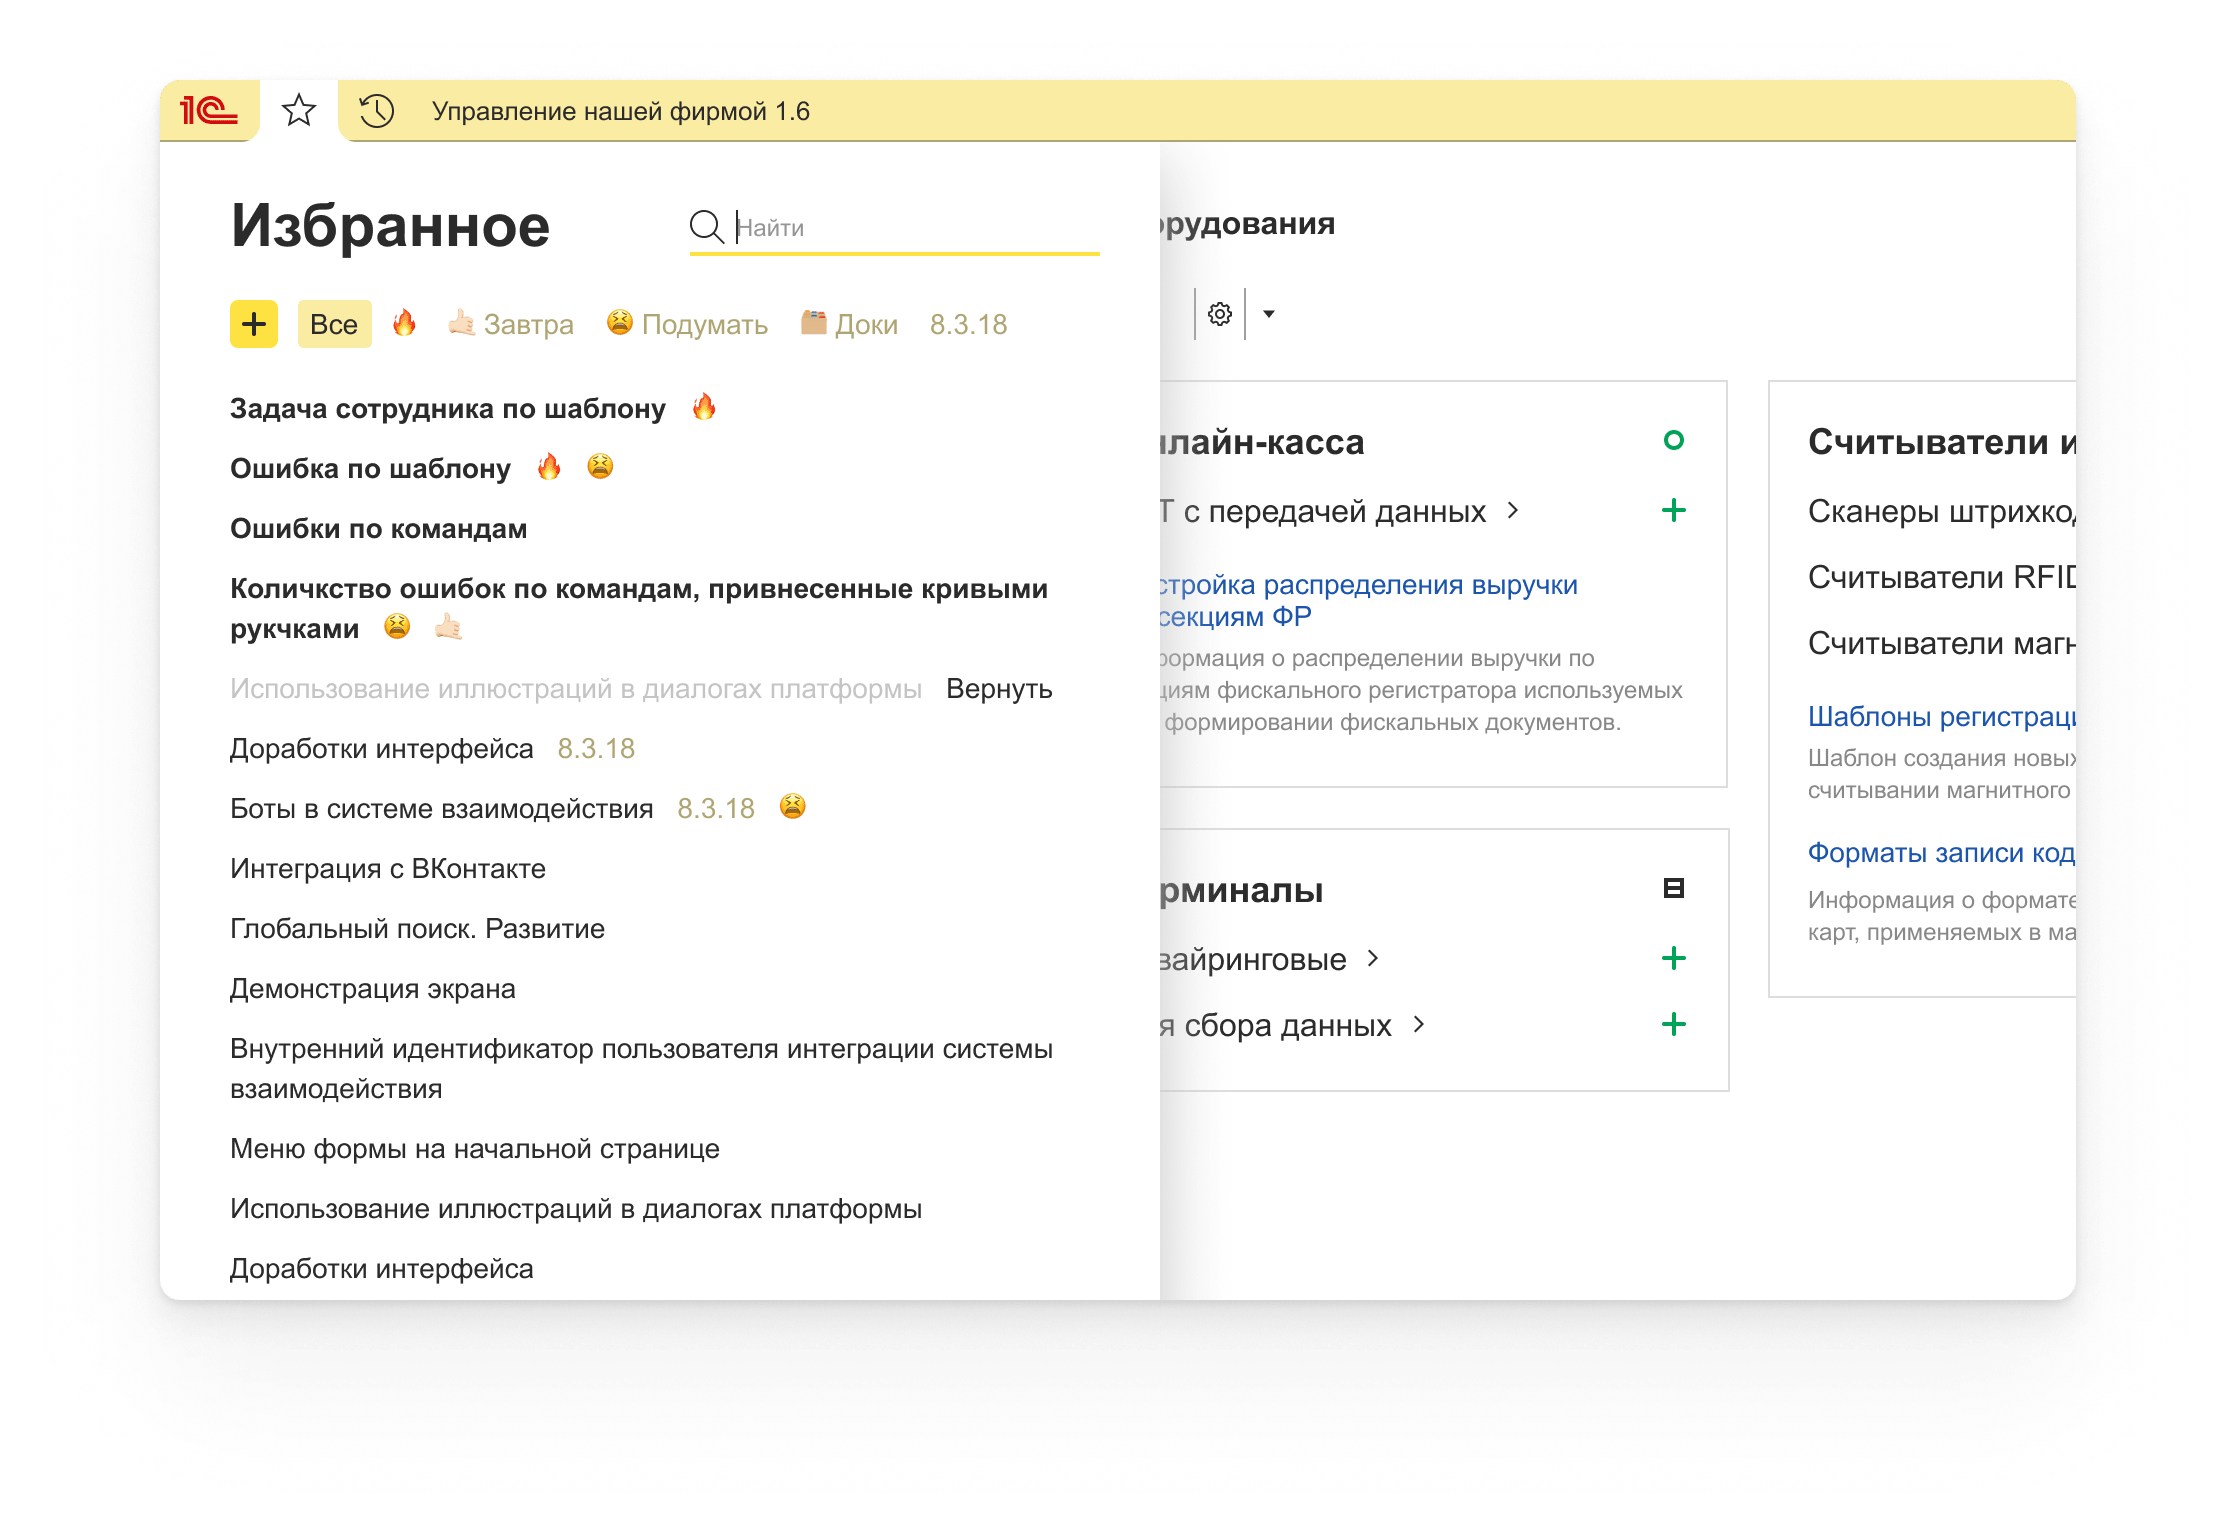 1С
Управление нашей фирмой 1.6
Избранное
Найти
Все 🔥 🤙🏻 Завтра 😫 Подумать 🗂 Доки 8.3.18
Задача сотрудника по шаблону 🔥
Ошибка по шаблону 🔥 😫
Ошибки по командам
Количкство ошибок по командам, привнесенные кривыми
рукчками 😫 🤙🏻
Использование иллюстраций в диалогах платформы Вернуть
Доработки интерфейса 8.3.18
Боты в системе взаимодействия 8.3.18 😫
Интеграция с ВКонтакте
Глобальный поиск. Развитие
Демонстрация экрана
Внутренний идентификатор пользователя интеграции системы
взаимодействия
Меню формы на начальной странице
Использование иллюстраций в диалогах платформы
Доработки интерфейса
орудования
нлайн-касса
Т с передачей данных
стройка распределения выручки
секциям ФР
формация о распределении выручки по
циям фискального регистратора используемых
формировании фискальных документов.
рминалы
вайринговые
я сбора данных
Считыватели и
Сканеры штрихкод
Считыватели RFID
Считыватели магн
Шаблоны регистраци
Шаблон создания новых
считывании магнитного
Форматы записи код
Информация о формате
карт, применяемых в ма